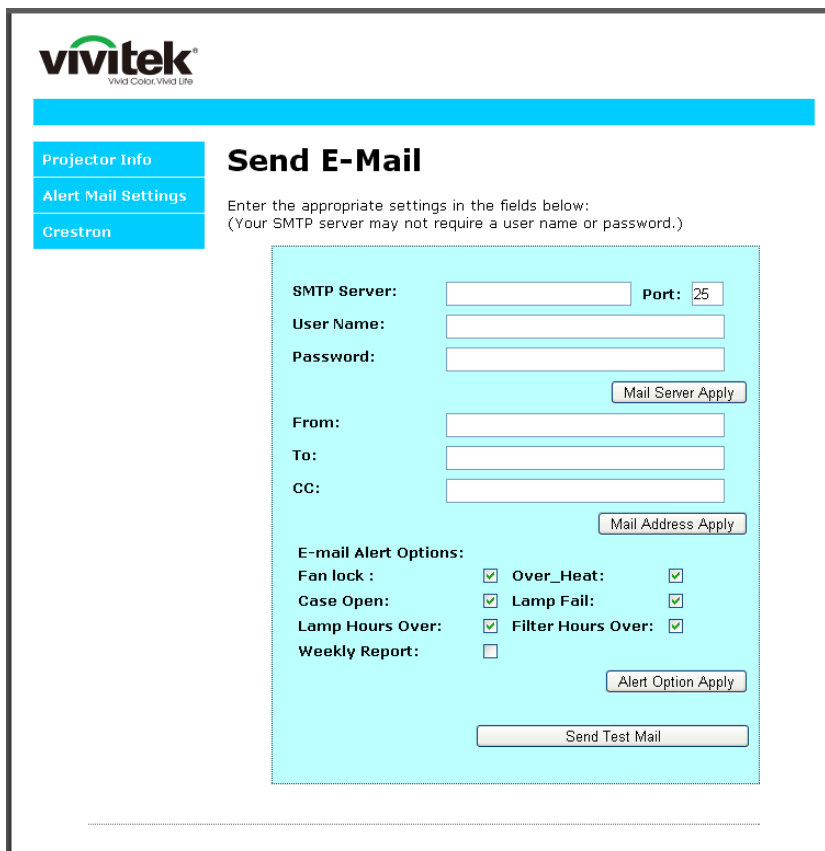 vivitek®
Vivid Color, Vivid Life
Projector Info
Alert Mail Settings
Crestron
Send E-Mail
Enter the appropriate settings in the fields below:
(Your SMTP server may not require a user name or password.)
SMTP Server: Port: 25
User Name:
Password:
Mail Server Apply
From:
To:
CC:
Mail Address Apply
E-mail Alert Options:
Fan lock : Over_Heat:
Case Open: Lamp Fail:
Lamp Hours Over: Filter Hours Over:
Weekly Report:
Alert Option Apply
Send Test Mail